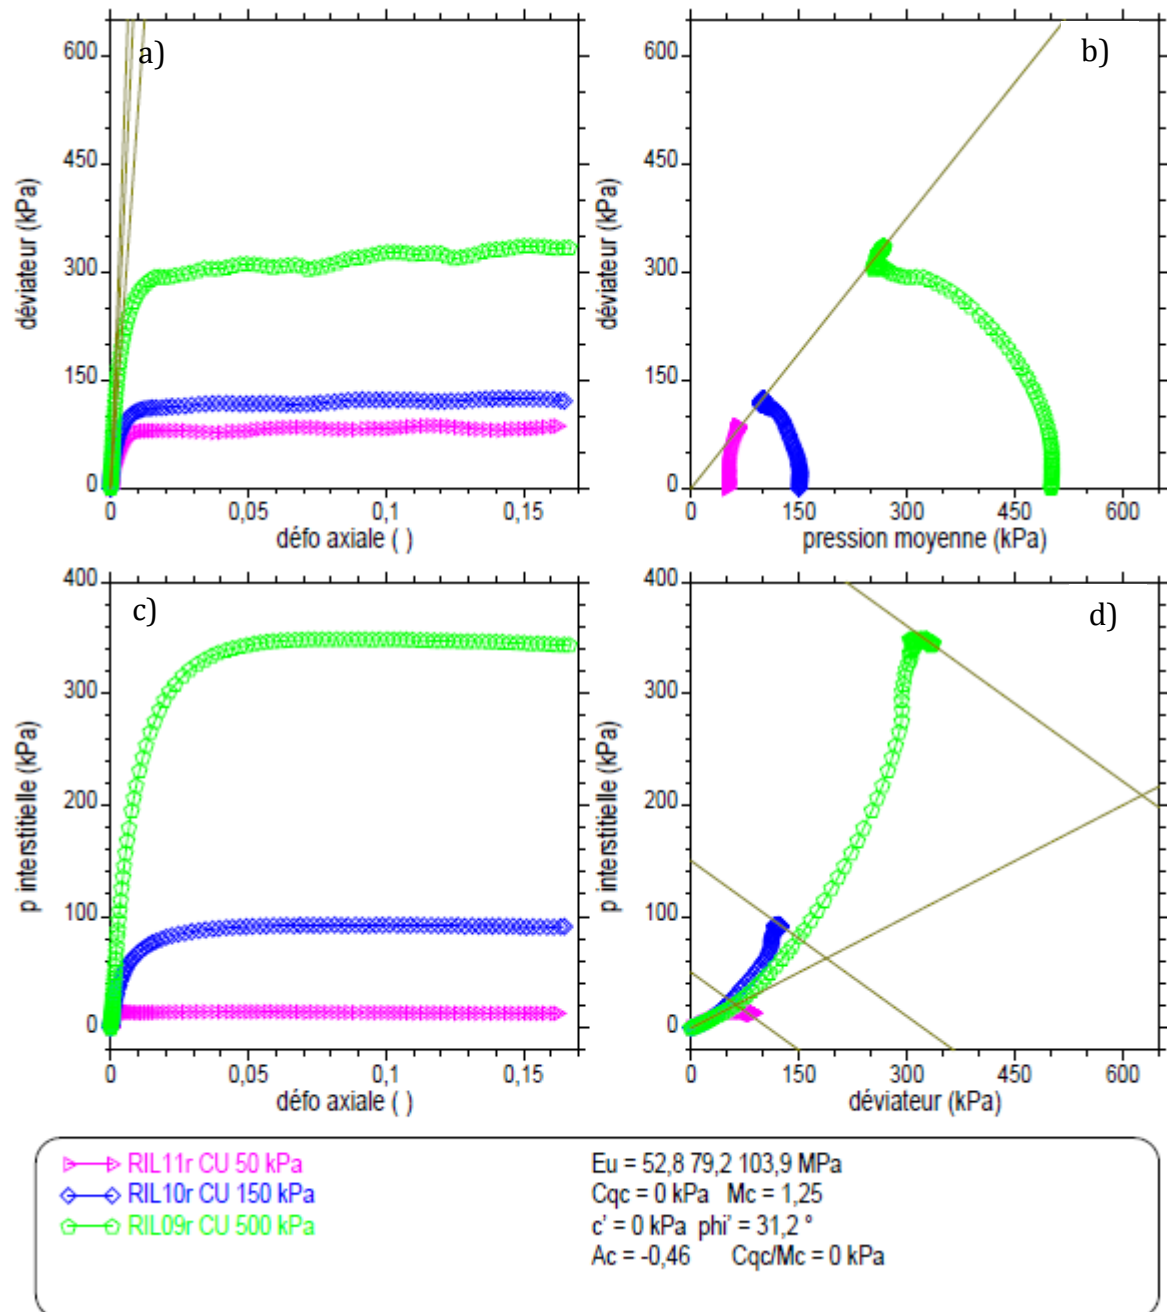 a)
600
450
300
150
0
déviateur (kPa)
0
0,05
0,1
0,15
défo axiale ( )
b)
600
450
300
150
0
déviateur (kPa)
0
150
300
450
600
pression moyenne (kPa)
c)
400
300
200
100
0
p interstitielle (kPa)
0
0,05
0,1
0,15
défo axiale ( )
d)
400
300
200
100
0
p interstitielle (kPa)
0
150
300
450
600
déviateur (kPa)
RIL11r CU 50 kPa
RIL10r CU 150 kPa
RIL09r CU 500 kPa
Eu = 52,8 79,2 103,9 MPa
Cqc = 0 kPa Mc = 1,25
c' = 0 kPa phi' = 31,2 °
Ac = -0,46 Cqc/Mc = 0 kPa